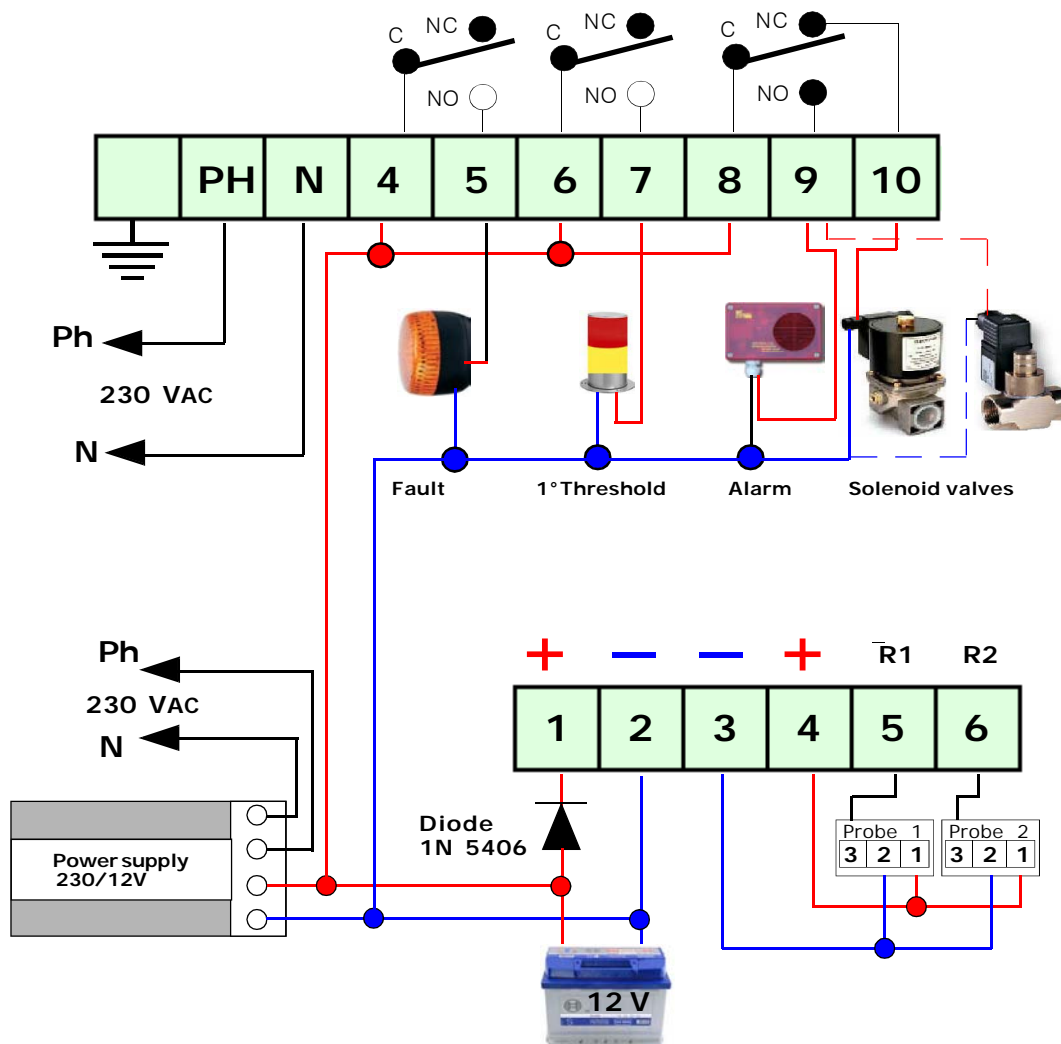 C NC C NC C NC
NO NO NO
PH N 4 5 6 7 8 9 10
Ph
230 VAC
N
Fault 1°Threshold Alarm Solenoid valves
Ph
230 VAC
N
+ − − + R1 R2
1 2 3 4 5 6
Diode
1N 5406
Probe 1 Probe 2
3 2 1 3 2 1
Power supply
230/12V
12 V